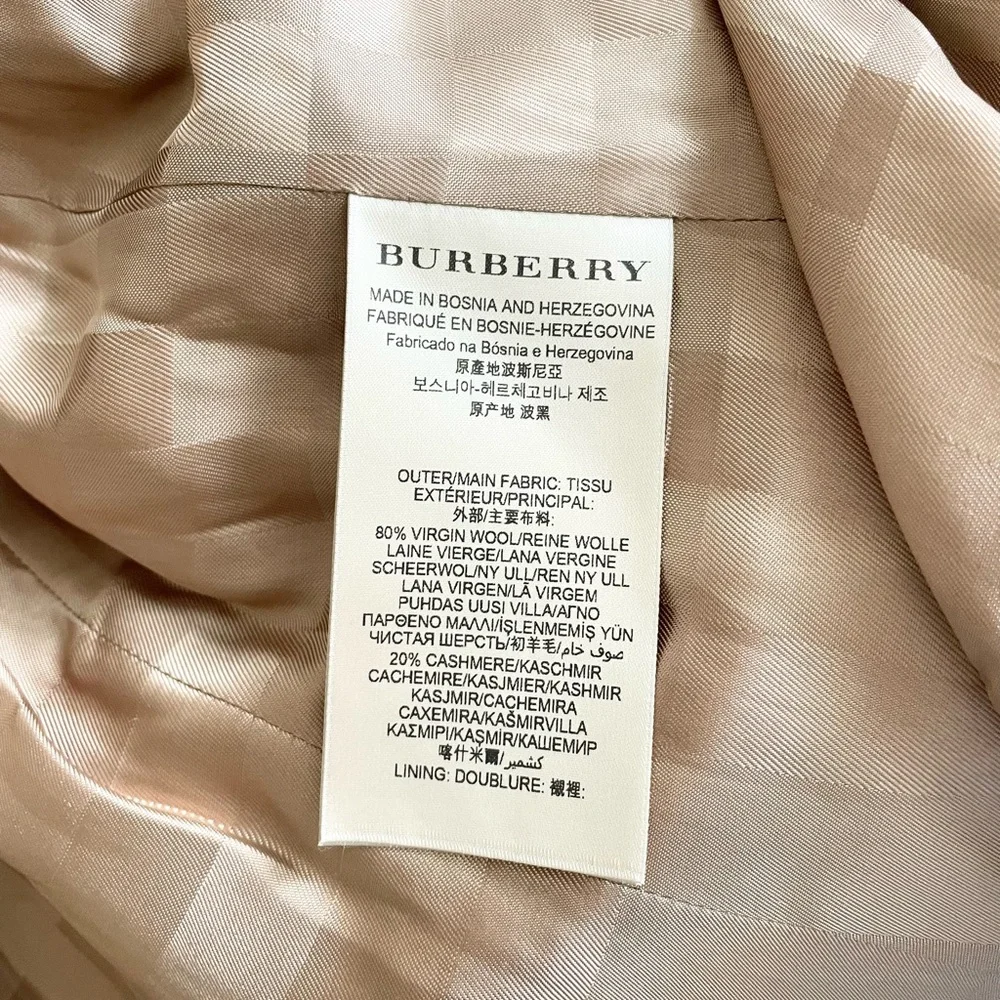 BURBERRY
MADE IN BOSNIA AND HERZEGOVINA
FABRIQUÉ EN BOSNIE-HERZÉGOVINE
Fabricado na Bósnia e Herzegovina
原產地波斯尼亞
보스니아-헤르체고비나 제조
原产地 波黑
OUTER/MAIN FABRIC: TISSU
EXTÉRIEUR/PRINCIPAL:
外部/主要布料:
80% VIRGIN WOOL/REINE WOLLE
LAINE VIERGE/LANA VERGINE
SCHEERWOL/NY ULL/REN NY ULL
LANA VIRGEN/LÃ VIRGEM
PUHDAS UUSI VILLA/ΑΓΝΟ
ΠΑΡΘΕΝΟ ΜΑΛΛΙ/İŞLENMEMİŞ YÜN
ЧИСТАЯ ШЕРСТЬ/初羊毛/صوف خام
20% CASHMERE/KASCHMIR
CACHEMIRE/KASJMIER/KASHMIR
KASJMIR/CACHEMIRA
CAXEMIRA/KAŠMIRVILLA
ΚΑΣΜΙΡΙ/KAŞMİR/КАШЕМИР
喀什米爾/كشمير
LINING: DOUBLURE: 襯裡: